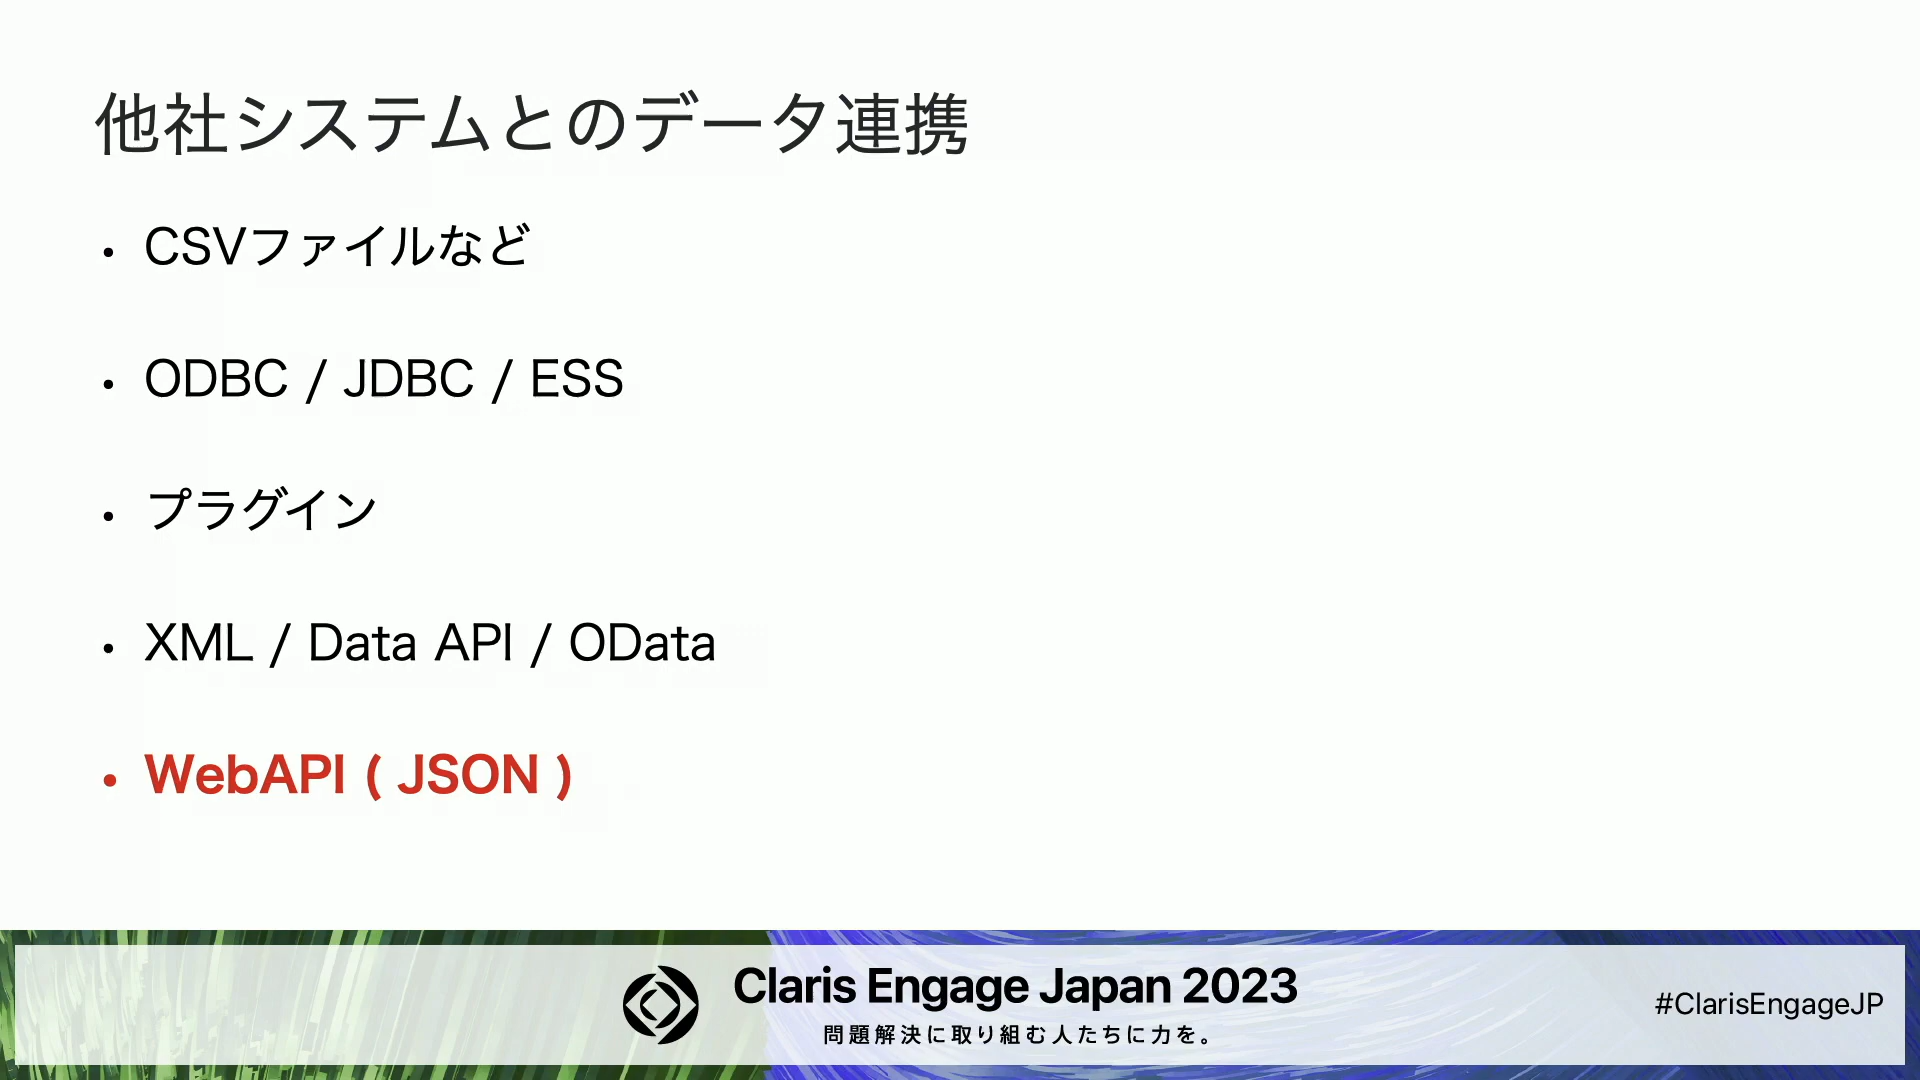 他社システムとのデータ連携
• CSVファイルなど
• ODBC / JDBC / ESS
• プラグイン
• XML / Data API / OData
• WebAPI ( JSON )
Claris Engage Japan 2023
問題解決に取り組む人たちに力を。
#ClarisEngageJP